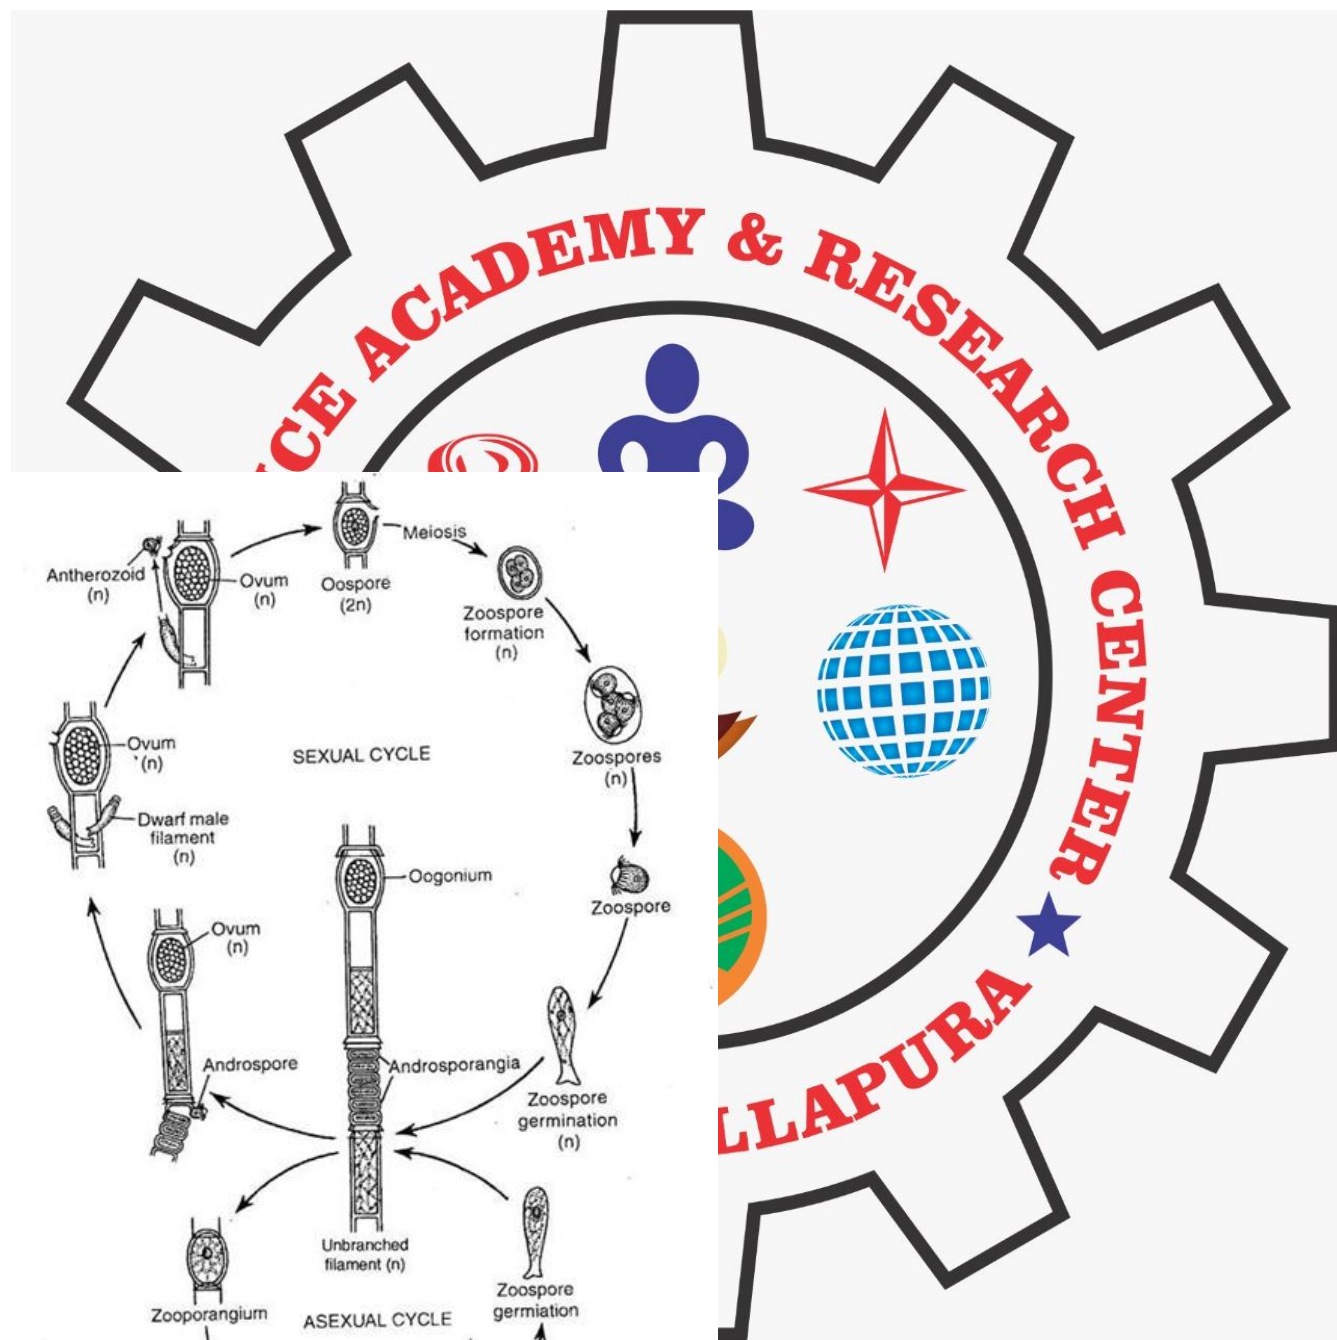 ICE ACADEMY & RESEARCH CENTER
LLAPURA
Meiosis
Antherozoid
(n)
Ovum
(n)
Oospore
(2n)
Zoospore
formation
(n)
Ovum
(n)
SEXUAL CYCLE
Zoospores
(n)
Dwarf male
filament
(n)
Oogonium
Zoospore
Ovum
(n)
Androspore
Androsporangia
Zoospore
germination
(n)
Unbranched
filament (n)
Zooporangium
ASEXUAL CYCLE
Zoospore
germiation